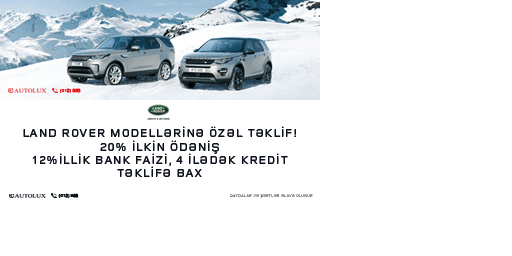 AUTOLUX
LAND ROVER
LAND ROVER MODELLƏRİNƏ ÖZƏL TƏKLİF!
20% İLKİN ÖDƏNİŞ
12%İLLİK BANK FAİZİ, 4 İLƏDƏK KREDİT
TƏKLİFƏ BAX
AUTOLUX
QAYDALAR VƏ ŞƏRTLƏR ƏLAVƏ OLUNUR